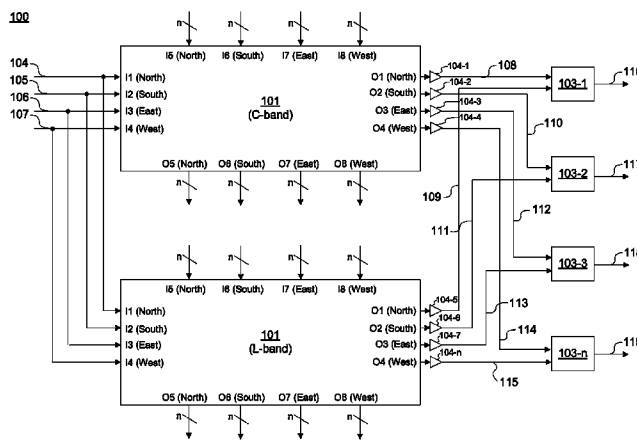 100
n n n n
I5 (North) I6 (South) I7 (East) I8 (West)
104
105
106
107
I1 (North)
I2 (South)
I3 (East)
I4 (West)
101
(C-band)
O1 (North)
O2 (South)
O3 (East)
O4 (West)
104-1
104-2
104-3
104-4
108
O5 (North) O6 (South) O7 (East) O8 (West)
n n n n
103-1
110
103-2
117
103-3
103-n
109
111
112
113
114
115
n n n n
I5 (North) I6 (South) I7 (East) I8 (West)
I1 (North)
I2 (South)
I3 (East)
I4 (West)
101
(L-band)
O1 (North)
O2 (South)
O3 (East)
O4 (West)
104-5
104-6
104-7
104-n
O5 (North) O6 (South) O7 (East) O8 (West)
n n n n